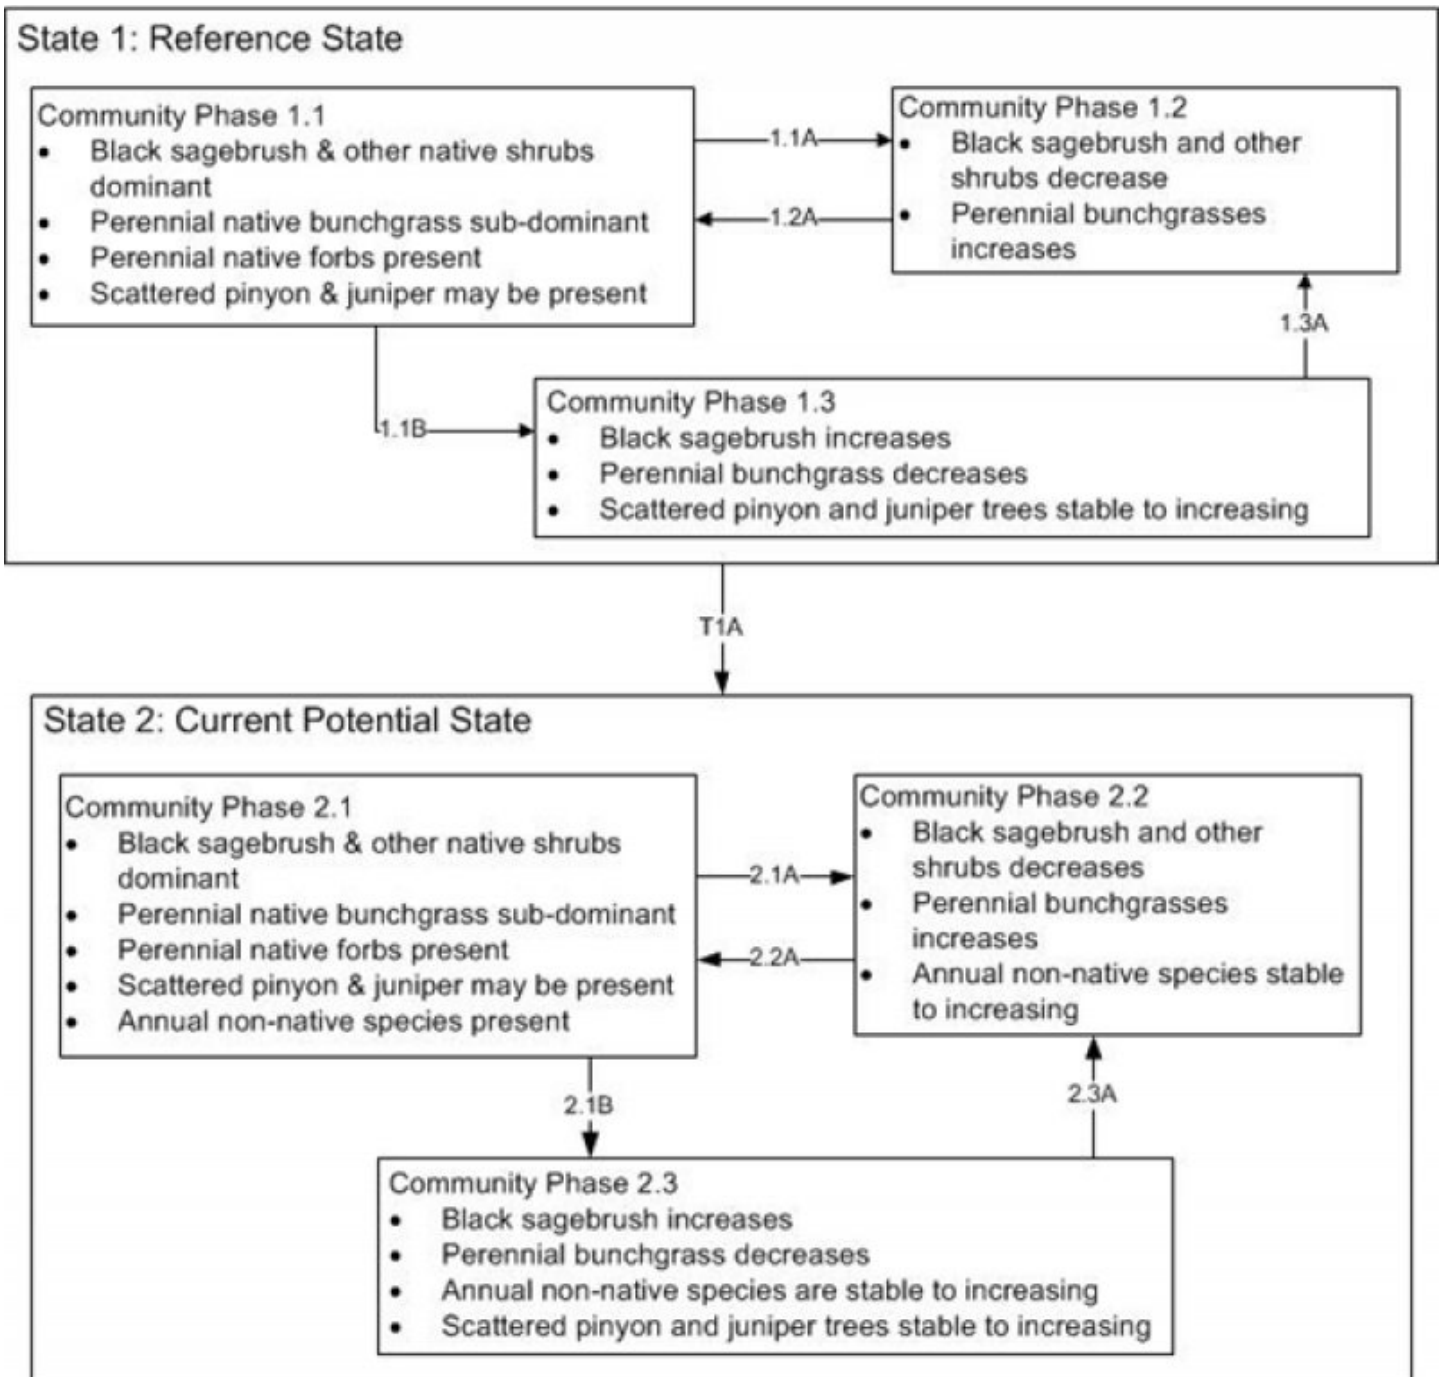 State 1: Reference State
Community Phase 1.1
• Black sagebrush & other native shrubs
dominant
• Perennial native bunchgrass sub-dominant
• Perennial native forbs present
• Scattered pinyon & juniper may be present
1.1A
1.2A
Community Phase 1.2
• Black sagebrush and other
shrubs decrease
• Perennial bunchgrasses
increases
1.3A
1.1B
Community Phase 1.3
• Black sagebrush increases
• Perennial bunchgrass decreases
• Scattered pinyon and juniper trees stable to increasing
T1A
State 2: Current Potential State
Community Phase 2.1
• Black sagebrush & other native shrubs
dominant
• Perennial native bunchgrass sub-dominant
• Perennial native forbs present
• Scattered pinyon & juniper may be present
• Annual non-native species present
2.1A
2.2A
Community Phase 2.2
• Black sagebrush and other
shrubs decreases
• Perennial bunchgrasses
increases
• Annual non-native species stable
to increasing
2.1B
2.3A
Community Phase 2.3
• Black sagebrush increases
• Perennial bunchgrass decreases
• Annual non-native species are stable to increasing
• Scattered pinyon and juniper trees stable to increasing